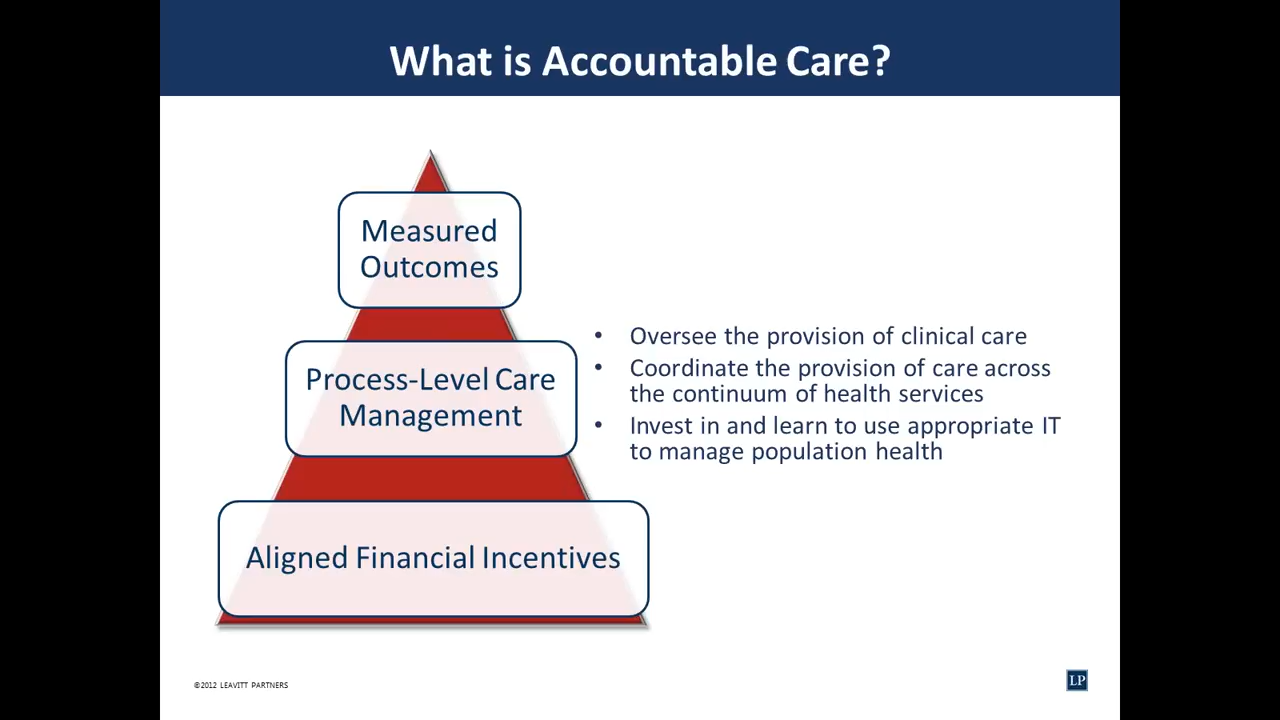 What is Accountable Care?
Measured
Outcomes
Process-Level Care
Management
• Oversee the provision of clinical care
• Coordinate the provision of care across
the continuum of health services
• Invest in and learn to use appropriate IT
to manage population health
Aligned Financial Incentives
©2012 LEAVITT PARTNERS
LP